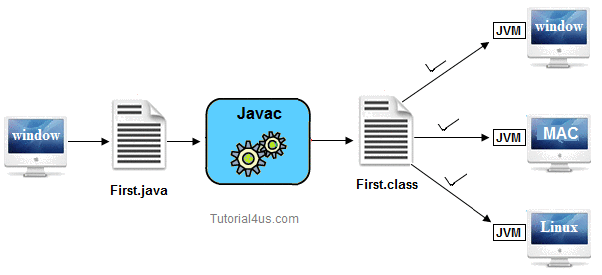 window
First.java
Javac
First.class
JVM
window
JVM
MAC
JVM
Linux
Tutorial4us.com